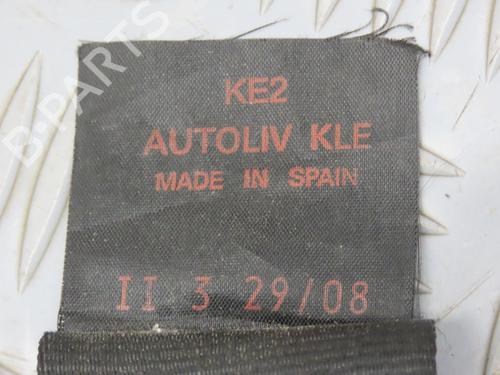 KE2
AUTOLIV KLE
MADE IN SPAIN
II 3 29/08
B-PARTS